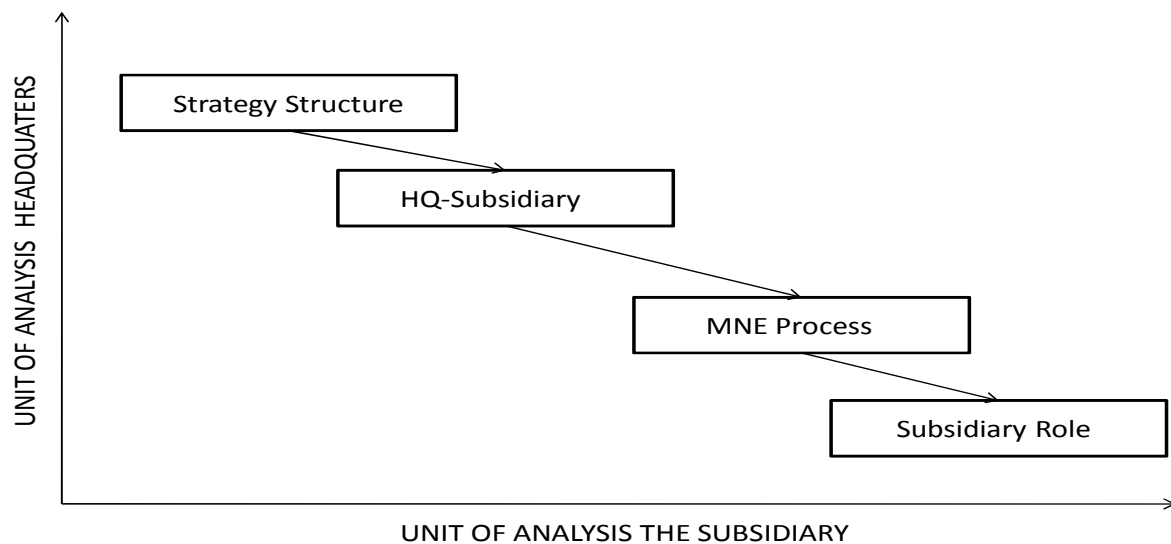 UNIT OF ANALYSIS HEADQUATERS
Strategy Structure
HQ-Subsidiary
MNE Process
Subsidiary Role
UNIT OF ANALYSIS THE SUBSIDIARY